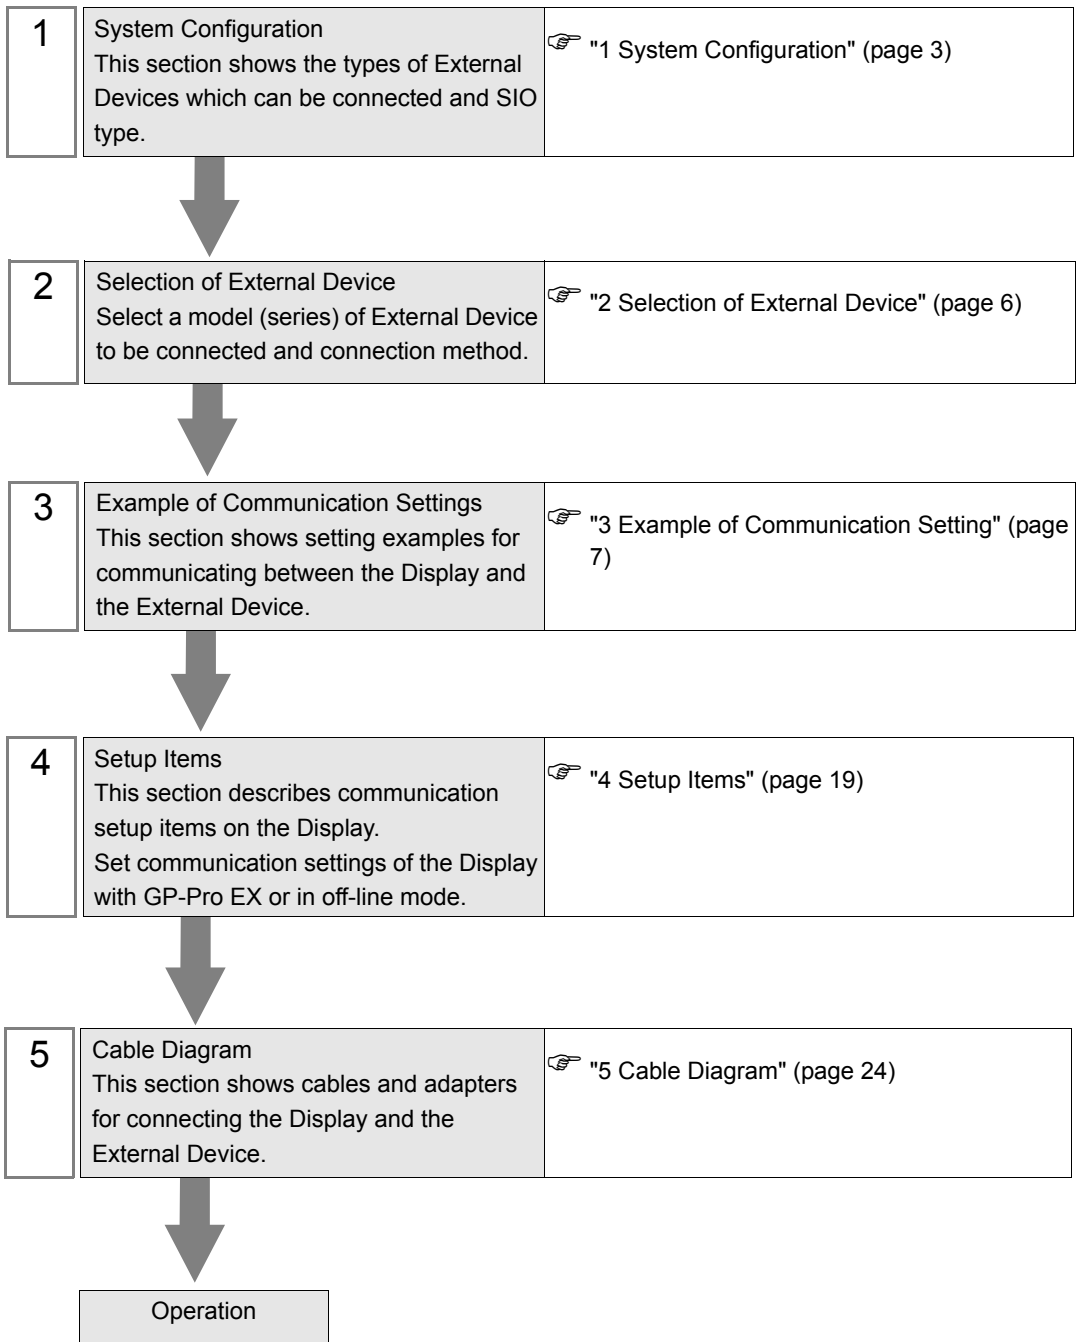 1
System Configuration
This section shows the types of External
Devices which can be connected and SIO
type.
"1 System Configuration" (page 3)
2
Selection of External Device
Select a model (series) of External Device
to be connected and connection method.
"2 Selection of External Device" (page 6)
3
Example of Communication Settings
This section shows setting examples for
communicating between the Display and
the External Device.
"3 Example of Communication Setting" (page
7)
4
Setup Items
This section describes communication
setup items on the Display.
Set communication settings of the Display
with GP-Pro EX or in off-line mode.
"4 Setup Items" (page 19)
5
Cable Diagram
This section shows cables and adapters
for connecting the Display and the
External Device.
"5 Cable Diagram" (page 24)
Operation